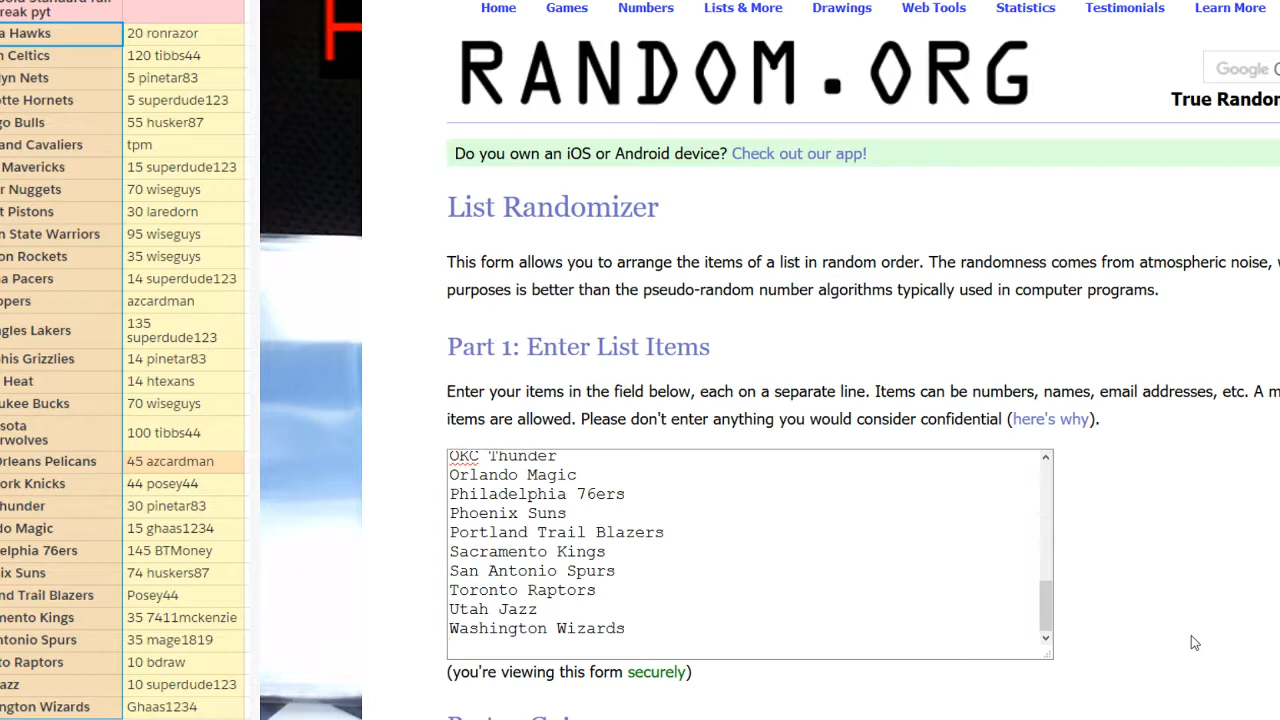 reak pyt
a Hawks 20 ronrazor
n Celtics 120 tibbs44
lyn Nets 5 pinetar83
otte Hornets 5 superdude123
go Bulls 55 husker87
and Cavaliers tpm
Mavericks 15 superdude123
r Nuggets 70 wiseguys
t Pistons 30 laredorn
n State Warriors 95 wiseguys
on Rockets 35 wiseguys
na Pacers 14 superdude123
ppers azcardman
ngles Lakers 135
superdude123
his Grizzlies 14 pinetar83
Heat 14 htexans
ukee Bucks 70 wiseguys
sota
rwolves 100 tibbs44
Orleans Pelicans 45 azcardman
ork Knicks 44 posey44
hunder 30 pinetar83
do Magic 15 ghaas1234
elphia 76ers 145 BTMoney
ix Suns 74 huskers87
nd Trail Blazers Posey44
mento Kings 35 7411mckenzie
ntonio Spurs 35 mage1819
to Raptors 10 bdraw
azz 10 superdude123
ngton Wizards Ghaas1234
Home Games Numbers Lists & More Drawings Web Tools Statistics Testimonials Learn More
RANDOM.ORG
Google
True Random
Do you own an iOS or Android device? Check out our app!
List Randomizer
This form allows you to arrange the items of a list in random order. The randomness comes from atmospheric noise,
purposes is better than the pseudo-random number algorithms typically used in computer programs.
Part 1: Enter List Items
Enter your items in the field below, each on a separate line. Items can be numbers, names, email addresses, etc. A m
items are allowed. Please don't enter anything you would consider confidential (here's why).
OKC Thunder
Orlando Magic
Philadelphia 76ers
Phoenix Suns
Portland Trail Blazers
Sacramento Kings
San Antonio Spurs
Toronto Raptors
Utah Jazz
Washington Wizards
(you're viewing this form securely)